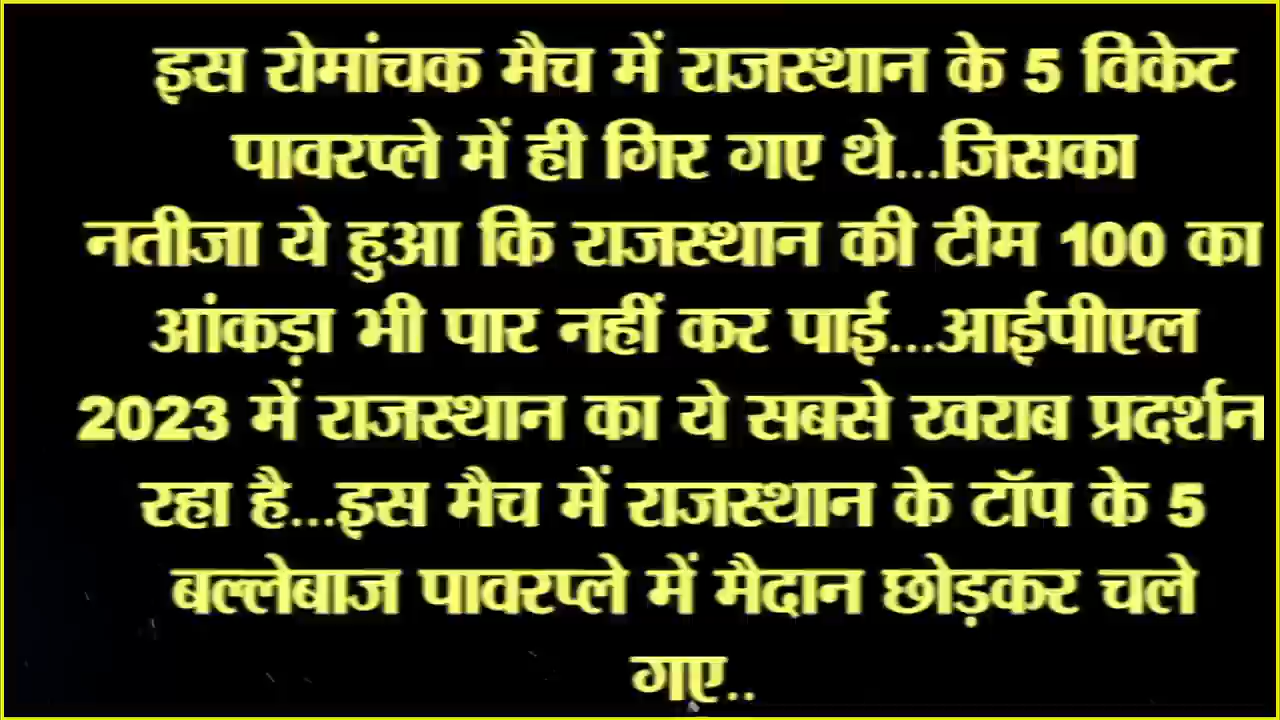 इस रोमांचक मैच में राजस्थान के 5 विकेट
पावरप्ले में ही गिर गए थे...जिसका
नतीजा ये हुआ कि राजस्थान की टीम 100 का
आंकड़ा भी पार नहीं कर पाई...आईपीएल
2023 में राजस्थान का ये सबसे खराब प्रदर्शन
रहा है...इस मैच में राजस्थान के टॉप के 5
बल्लेबाज पावरप्ले में मैदान छोड़कर चले
गए..